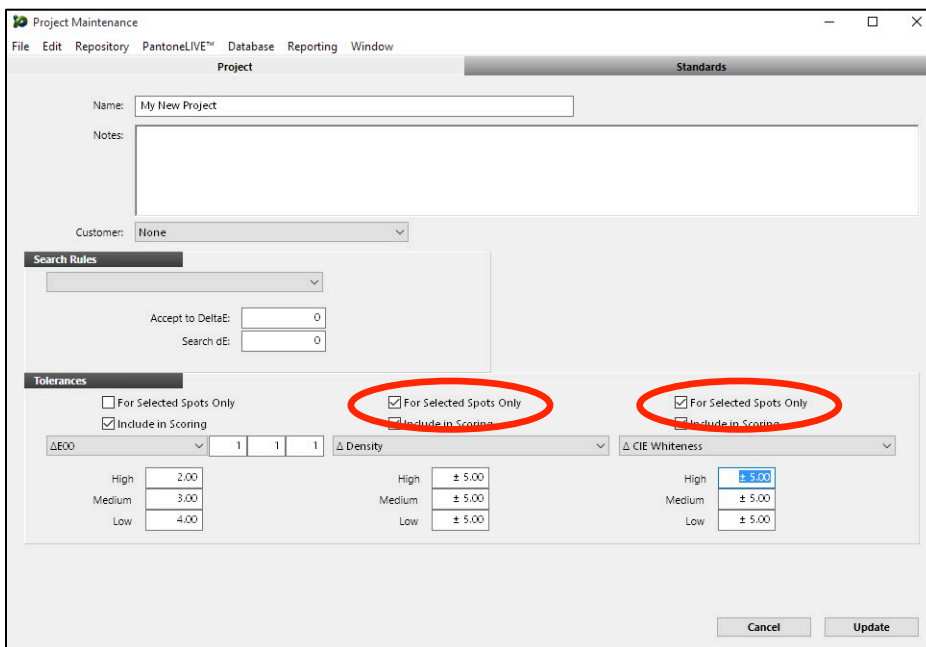 Project Maintenance
File Edit Repository PantoneLIVE™ Database Reporting Window
Project Standards
Name: My New Project
Notes:
Customer: None
Search Rules
Accept to DeltaE: 0
Search dE: 0
Tolerances
For Selected Spots Only For Selected Spots Only For Selected Spots Only
Include in Scoring Include in Scoring Include in Scoring
ΔE00 1 1 1 Δ Density Δ CIE Whiteness
High 2.00 High ± 5.00 High ± 5.00
Medium 3.00 Medium ± 5.00 Medium ± 5.00
Low 4.00 Low ± 5.00 Low ± 5.00
Cancel Update